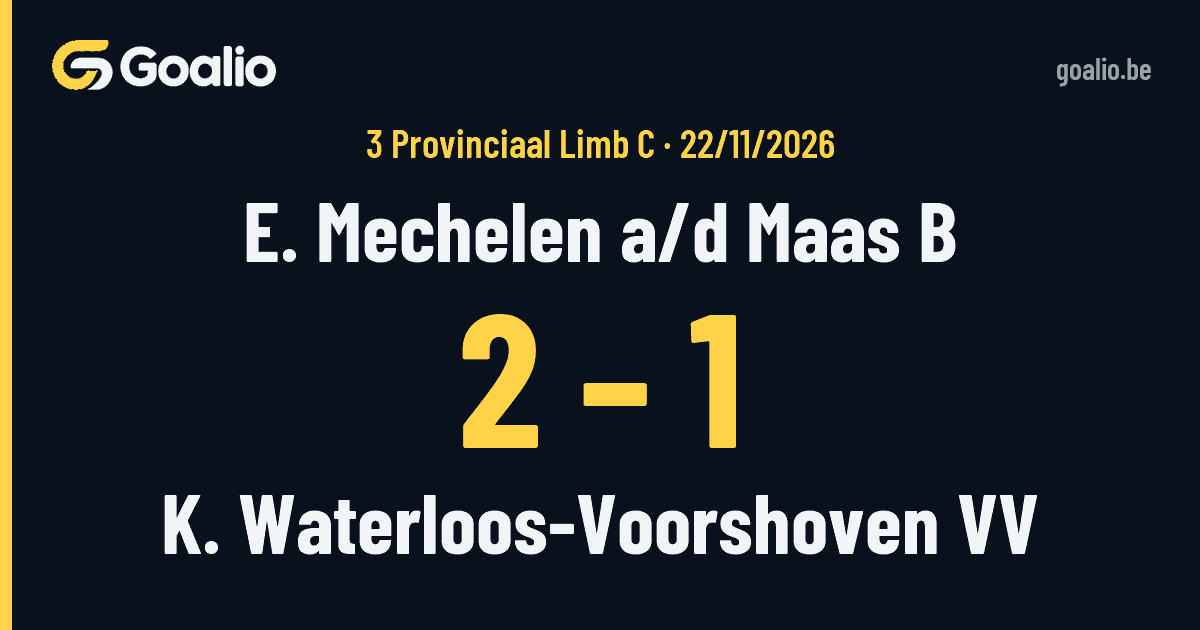 Goalio
goalio.be
3 Provinciaal Limb C · 22/11/2026
E. Mechelen a/d Maas B
2 - 1
K. Waterloos-Voorshoven VV